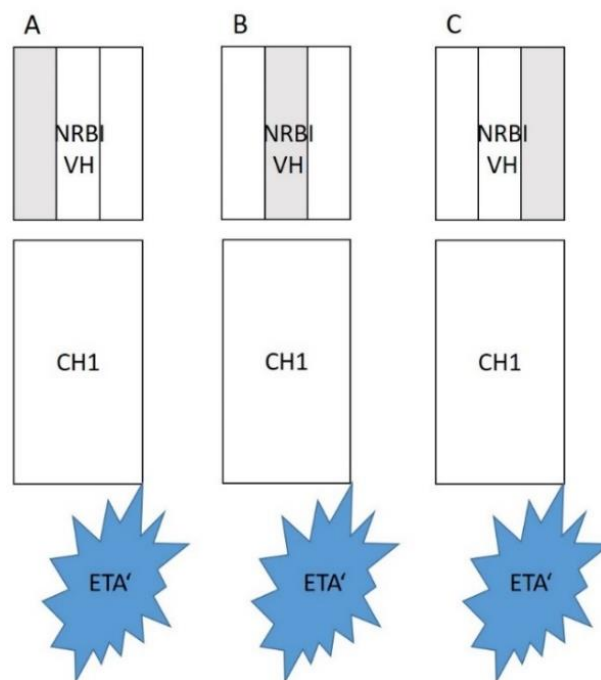 A B C
NRBI NRBI NRBI
VH VH VH
CH1 CH1 CH1
ETA‘ ETA‘ ETA‘